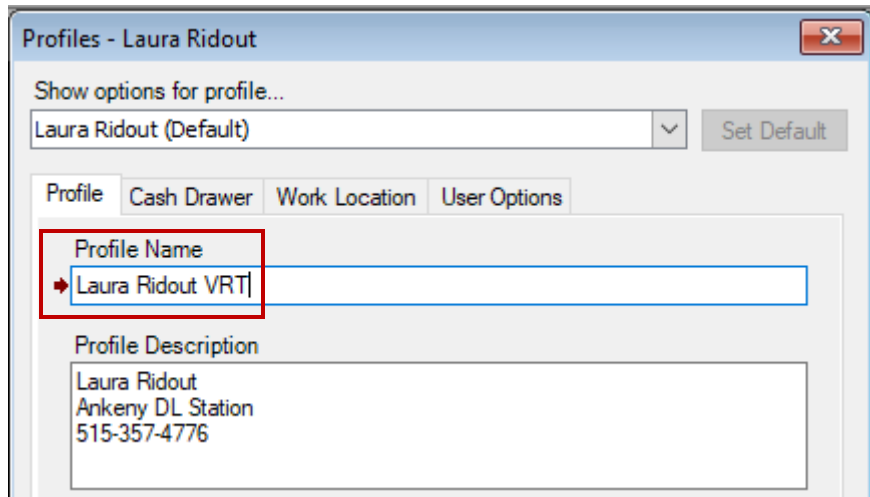 Profiles - Laura Ridout
Show options for profile...
Laura Ridout (Default)
Set Default
Profile
Cash Drawer
Work Location
User Options
Profile Name
Laura Ridout VRT
Profile Description
Laura Ridout
Ankeny DL Station
515-357-4776